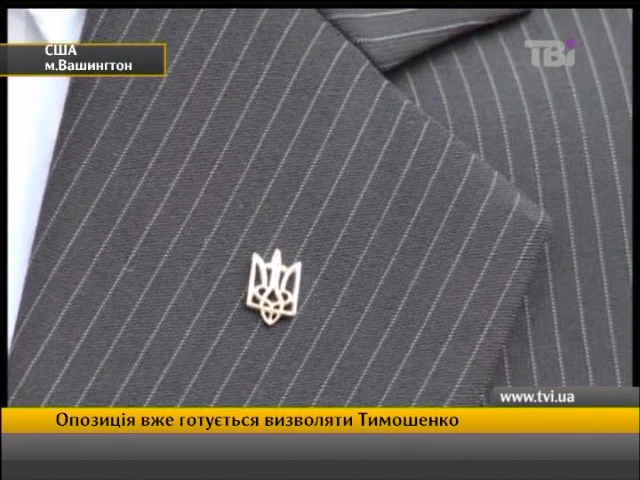 США
м.Вашингтон
ТВі
www.tvi.ua
Опозиція вже готується визволяти Тимошенко